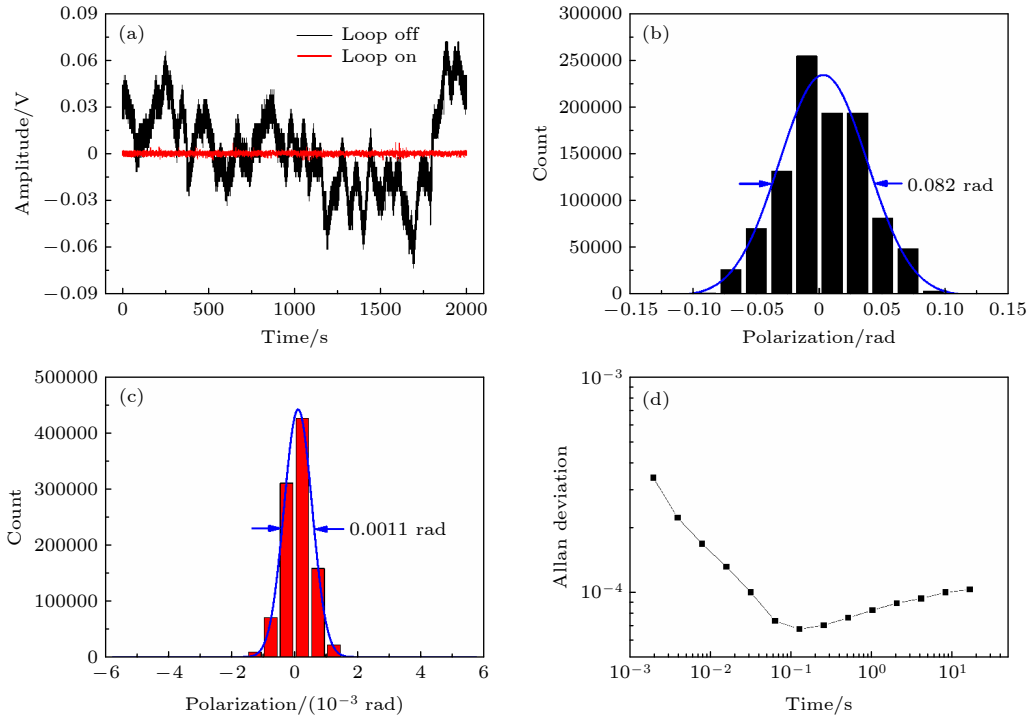 (a)
Loop off
Loop on
Amplitude/V
0.09
0.06
0.03
0
−0.03
−0.06
−0.09
0 500 1000 1500 2000
Time/s
(b)
Count
300000
250000
200000
150000
100000
50000
0
0.082 rad
−0.15 −0.10 −0.05 0 0.05 0.10 0.15
Polarization/rad
(c)
Count
500000
400000
300000
200000
100000
0
0.0011 rad
−6 −4 −2 0 2 4 6
Polarization/(10⁻³ rad)
(d)
Allan deviation
10⁻³
10⁻⁴
10⁻³ 10⁻² 10⁻¹ 10⁰ 10¹
Time/s